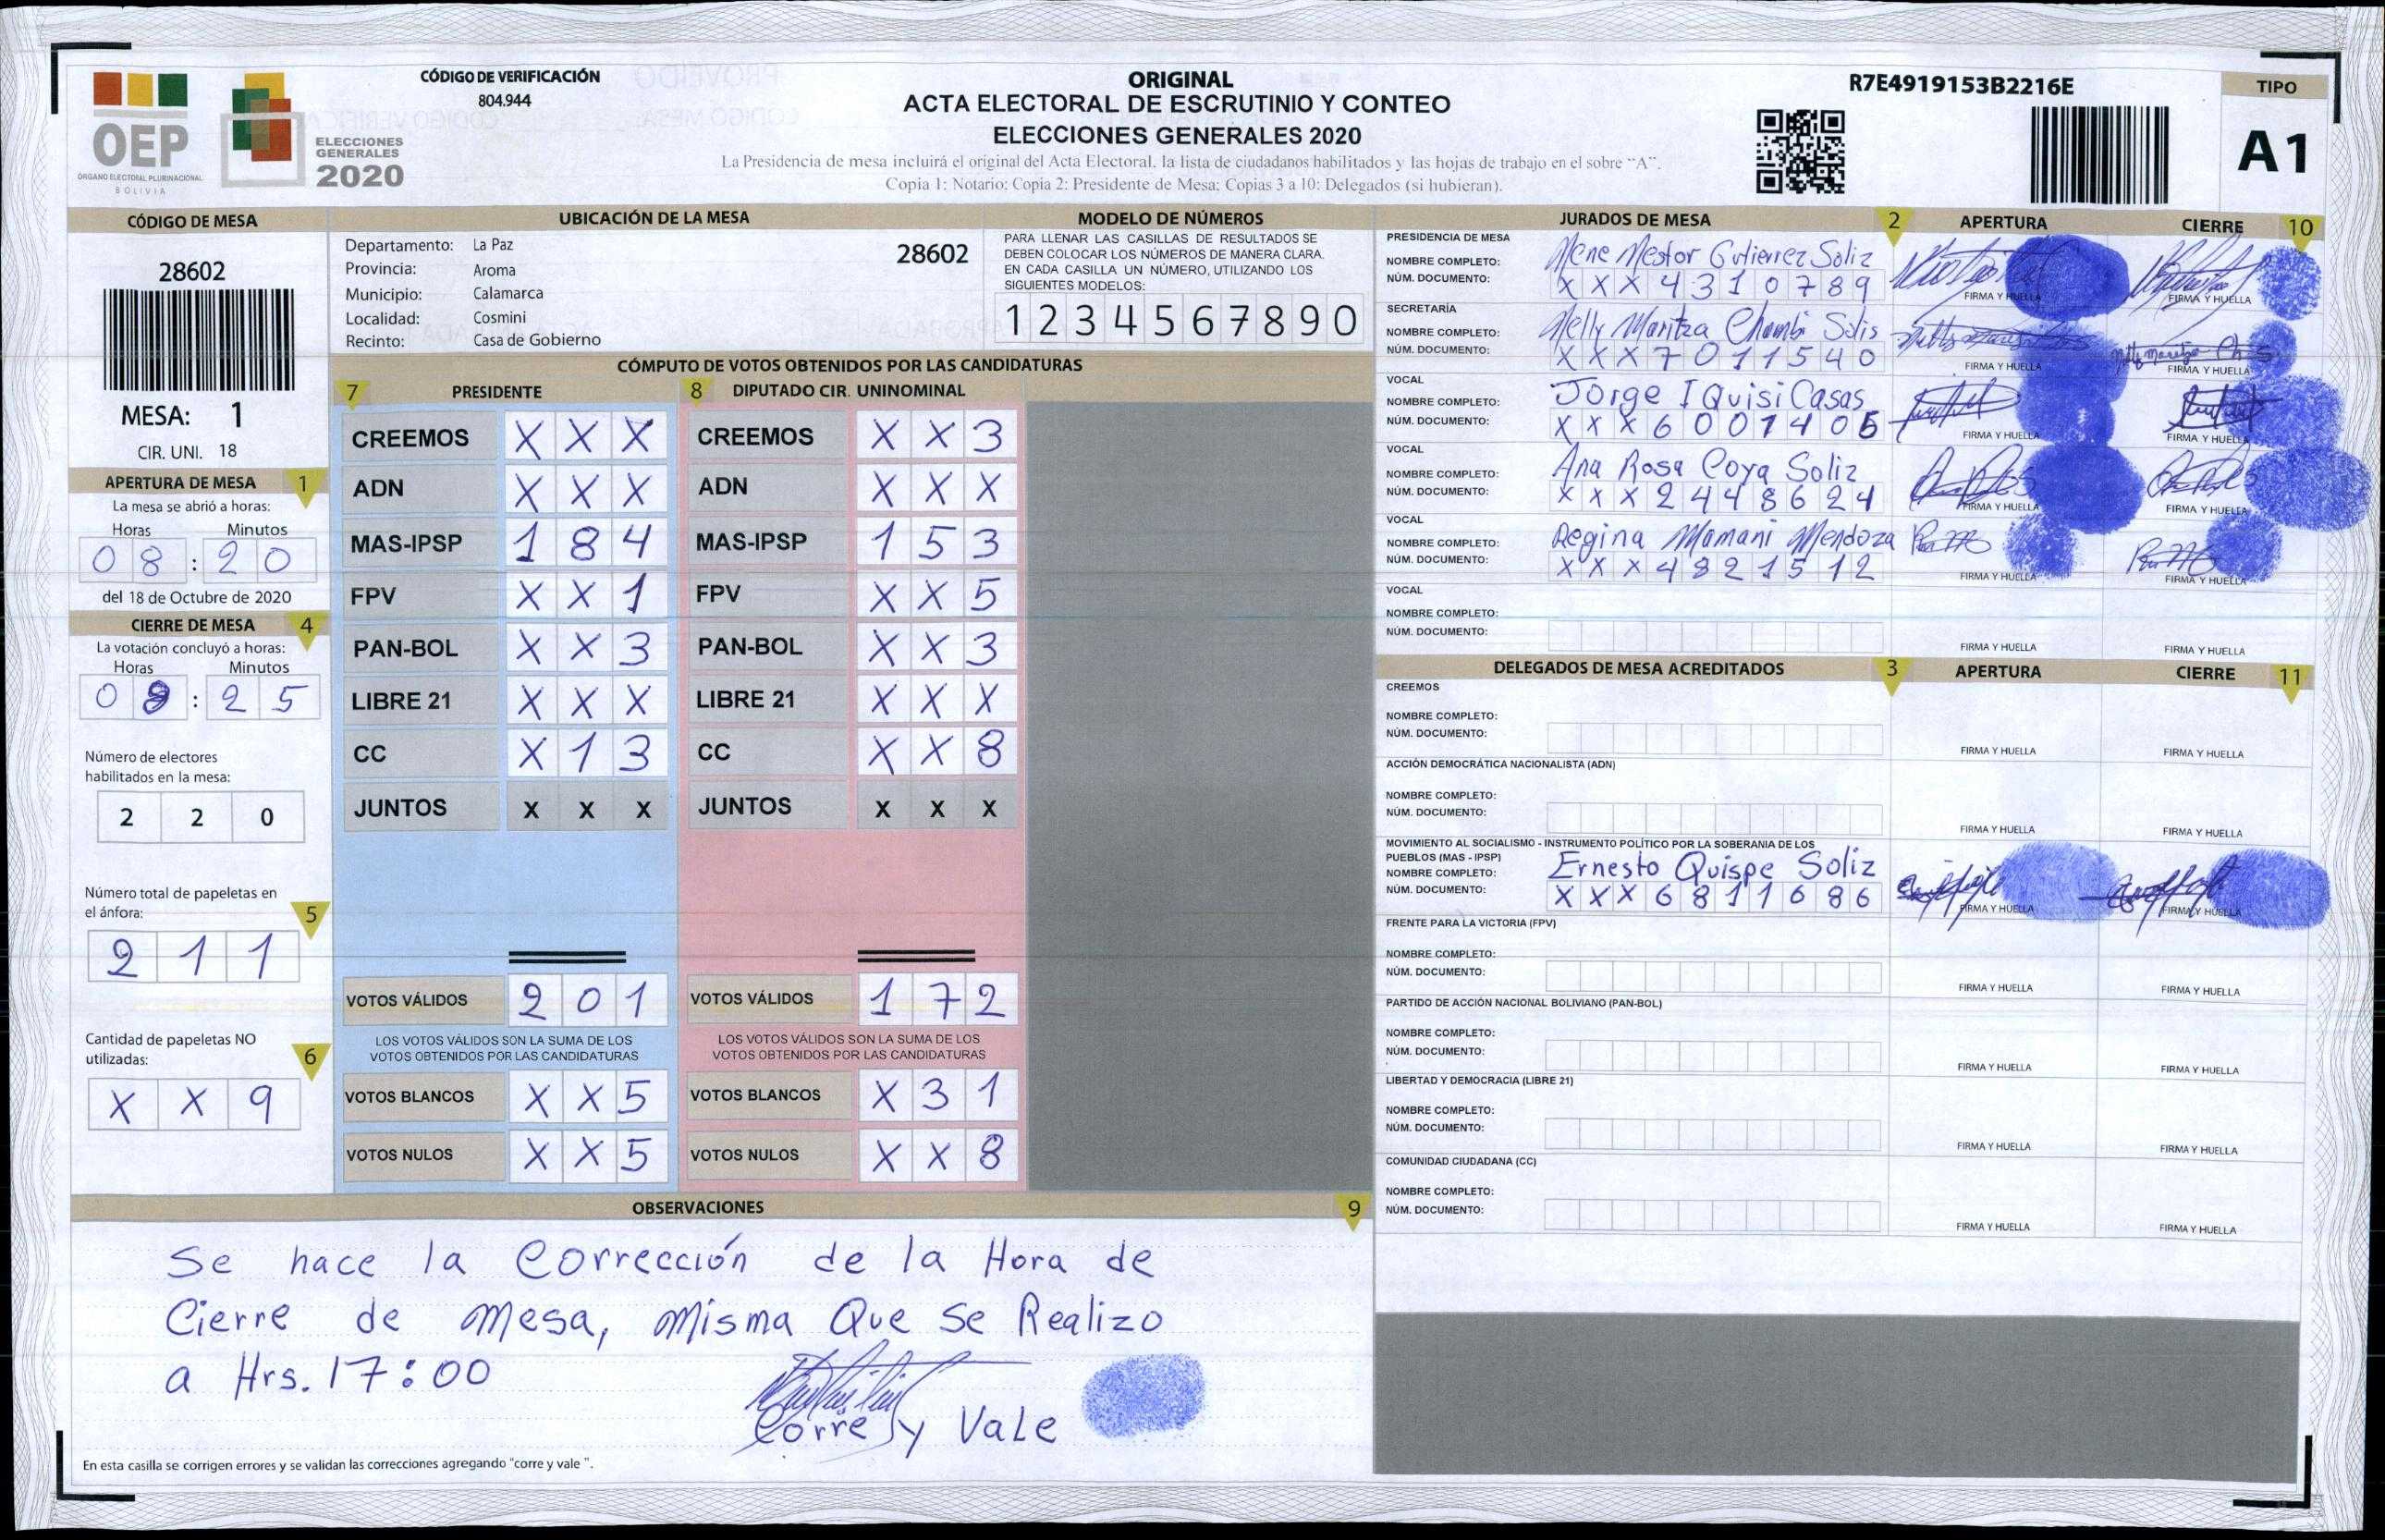 CÓDIGO DE VERIFICACIÓN
804.944
OEP
ÓRGANO ELECTORAL PLURINACIONAL
BOLIVIA
ELECCIONES
GENERALES
2020
ORIGINAL
ACTA ELECTORAL DE ESCRUTINIO Y CONTEO
ELECCIONES GENERALES 2020
La Presidencia de mesa incluirá el original del Acta Electoral, la lista de ciudadanos habilitados y las hojas de trabajo en el sobre "A".
Copia 1: Notario; Copia 2: Presidente de Mesa; Copias 3 a 10: Delegados (si hubieran).
R7E4919153B2216E
TIPO
A1
CÓDIGO DE MESA
28602
MESA: 1
CIR. UNI. 18
UBICACIÓN DE LA MESA
Departamento: La Paz
28602
Provincia: Aroma
Municipio: Calamarca
Localidad: Cosmini
Recinto: Casa de Gobierno
MODELO DE NÚMEROS
PARA LLENAR LAS CASILLAS DE RESULTADOS SE
DEBEN COLOCAR LOS NÚMEROS DE MANERA CLARA.
EN CADA CASILLA UN NÚMERO, UTILIZANDO LOS
SIGUIENTES MODELOS:
1 2 3 4 5 6 7 8 9 0
APERTURA DE MESA 1
La mesa se abrió a horas:
Horas Minutos
0 8 : 2 0
del 18 de Octubre de 2020
CIERRE DE MESA 4
La votación concluyó a horas:
Horas Minutos
0 8 : 2 5
Número de electores
habilitados en la mesa:
2 2 0
Número total de papeletas en
el ánfora: 5
2 1 1
Cantidad de papeletas NO
utilizadas: 6
X X 9
CÓMPUTO DE VOTOS OBTENIDOS POR LAS CANDIDATURAS
7 PRESIDENTE 8 DIPUTADO CIR. UNINOMINAL
CREEMOS X X X CREEMOS X X 3
ADN X X X ADN X X X
MAS-IPSP 1 8 4 MAS-IPSP 1 5 3
FPV X X 1 FPV X X 5
PAN-BOL X X 3 PAN-BOL X X 3
LIBRE 21 X X X LIBRE 21 X X X
CC X 1 3 CC X X 8
JUNTOS X X X JUNTOS X X X
VOTOS VÁLIDOS 2 0 1 VOTOS VÁLIDOS 1 7 2
LOS VOTOS VÁLIDOS SON LA SUMA DE LOS
VOTOS OBTENIDOS POR LAS CANDIDATURAS
LOS VOTOS VÁLIDOS SON LA SUMA DE LOS
VOTOS OBTENIDOS POR LAS CANDIDATURAS
VOTOS BLANCOS X X 5 VOTOS BLANCOS X 3 1
VOTOS NULOS X X 5 VOTOS NULOS X X 8
OBSERVACIONES 9
Se hace la Corrección de la Hora de
Cierre de mesa, misma Que Se Realizo
a Hrs. 17:00
Corre y Vale
En esta casilla se corrigen errores y se validan las correcciones agregando "corre y vale ".
JURADOS DE MESA 2 APERTURA CIERRE 10
PRESIDENCIA DE MESA
NOMBRE COMPLETO: Rene Nestor Gutierrez Soliz
NÚM. DOCUMENTO: X X X 4 3 1 0 7 8 9
FIRMA Y HUELLA FIRMA Y HUELLA
SECRETARÍA
NOMBRE COMPLETO: Nelly Maritza Chambi Solis
NÚM. DOCUMENTO: X X X 7 0 1 1 5 4 0
FIRMA Y HUELLA FIRMA Y HUELLA
VOCAL
NOMBRE COMPLETO: Jorge IQuisi Casas
NÚM. DOCUMENTO: X X X 6 0 0 1 4 0 6
FIRMA Y HUELLA FIRMA Y HUELLA
VOCAL
NOMBRE COMPLETO: Ana Rosa Coya Soliz
NÚM. DOCUMENTO: X X X 2 4 4 8 6 2 4
FIRMA Y HUELLA FIRMA Y HUELLA
VOCAL
NOMBRE COMPLETO: Regina Mamani Mendoza
NÚM. DOCUMENTO: X X X 4 8 2 1 5 1 2
FIRMA Y HUELLA FIRMA Y HUELLA
VOCAL
NOMBRE COMPLETO:
NÚM. DOCUMENTO:
FIRMA Y HUELLA FIRMA Y HUELLA
DELEGADOS DE MESA ACREDITADOS 3 APERTURA CIERRE 11
CREEMOS
NOMBRE COMPLETO:
NÚM. DOCUMENTO:
FIRMA Y HUELLA FIRMA Y HUELLA
ACCIÓN DEMOCRÁTICA NACIONALISTA (ADN)
NOMBRE COMPLETO:
NÚM. DOCUMENTO:
FIRMA Y HUELLA FIRMA Y HUELLA
MOVIMIENTO AL SOCIALISMO - INSTRUMENTO POLÍTICO POR LA SOBERANIA DE LOS
PUEBLOS (MAS - IPSP)
NOMBRE COMPLETO: Ernesto Quispe Soliz
NÚM. DOCUMENTO: X X X 6 8 1 1 6 8 6
FIRMA Y HUELLA FIRMA Y HUELLA
FRENTE PARA LA VICTORIA (FPV)
NOMBRE COMPLETO:
NÚM. DOCUMENTO:
FIRMA Y HUELLA FIRMA Y HUELLA
PARTIDO DE ACCIÓN NACIONAL BOLIVIANO (PAN-BOL)
NOMBRE COMPLETO:
NÚM. DOCUMENTO:
FIRMA Y HUELLA FIRMA Y HUELLA
LIBERTAD Y DEMOCRACIA (LIBRE 21)
NOMBRE COMPLETO:
NÚM. DOCUMENTO:
FIRMA Y HUELLA FIRMA Y HUELLA
COMUNIDAD CIUDADANA (CC)
NOMBRE COMPLETO:
NÚM. DOCUMENTO:
FIRMA Y HUELLA FIRMA Y HUELLA